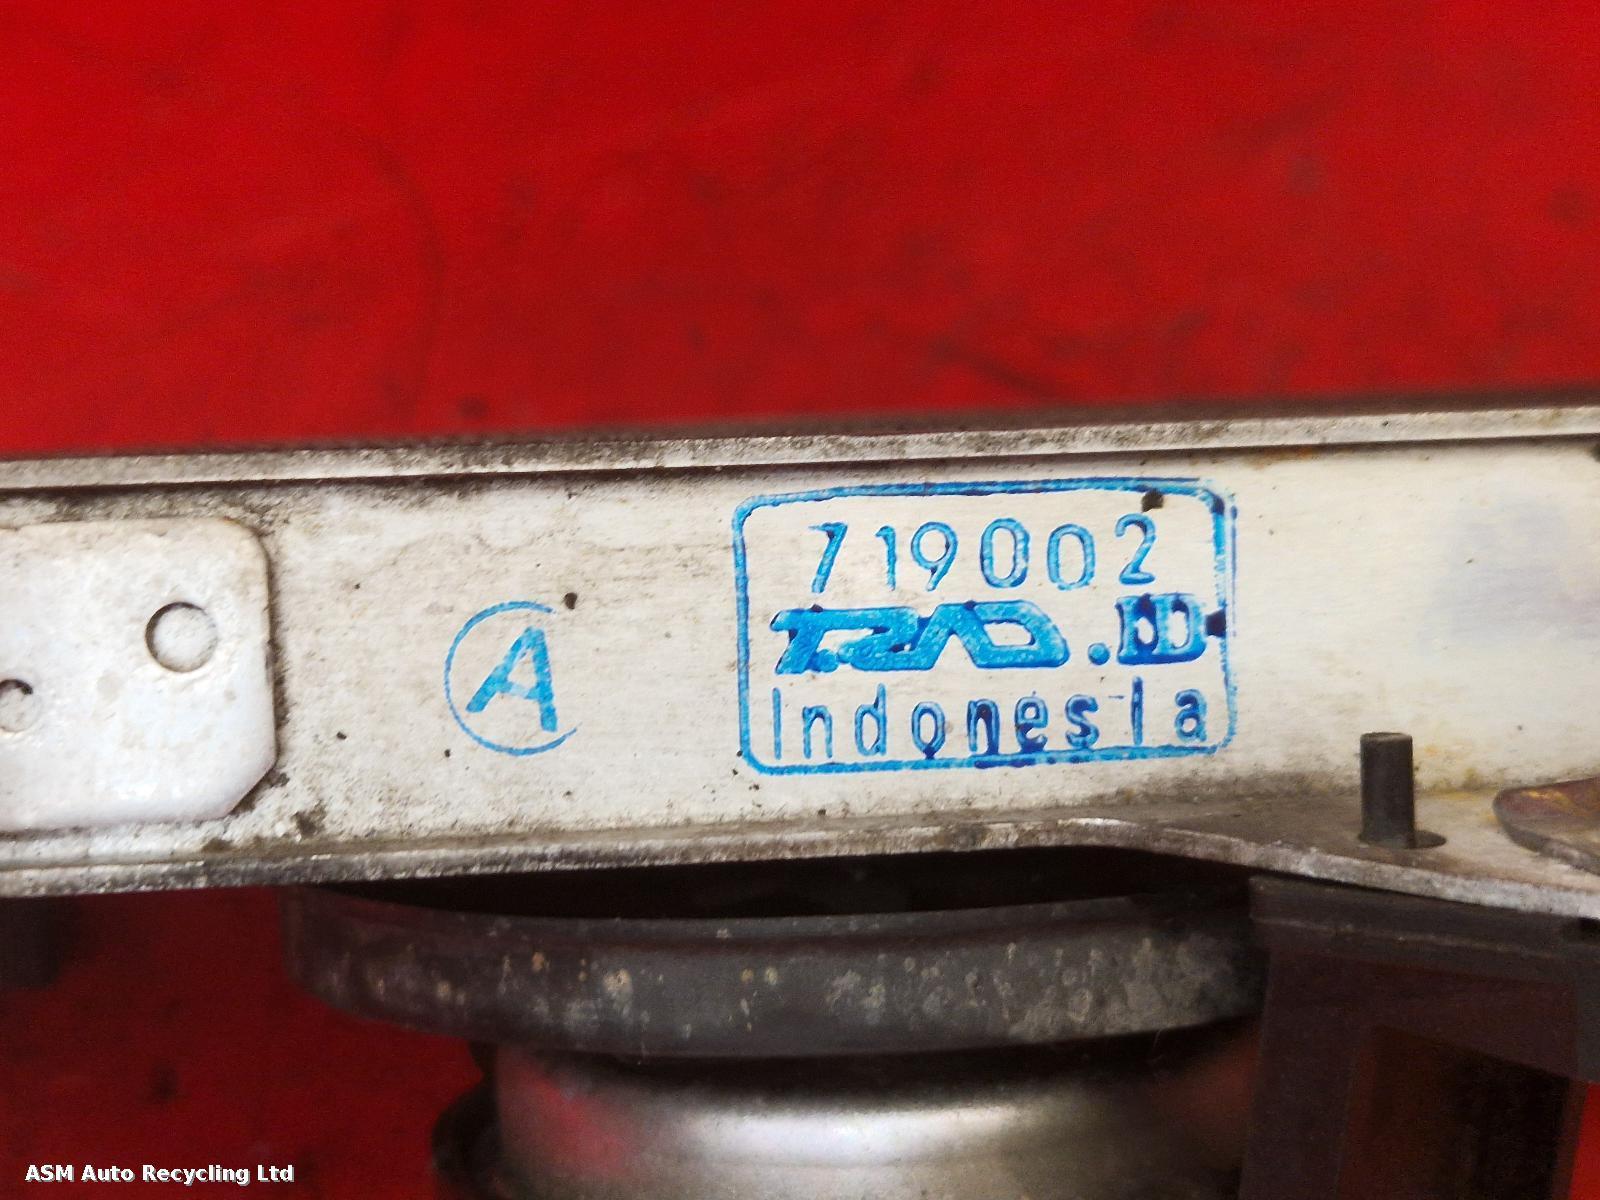 719002
T.RAD.ID
A
Indonesia
ASM Auto Recycling Ltd